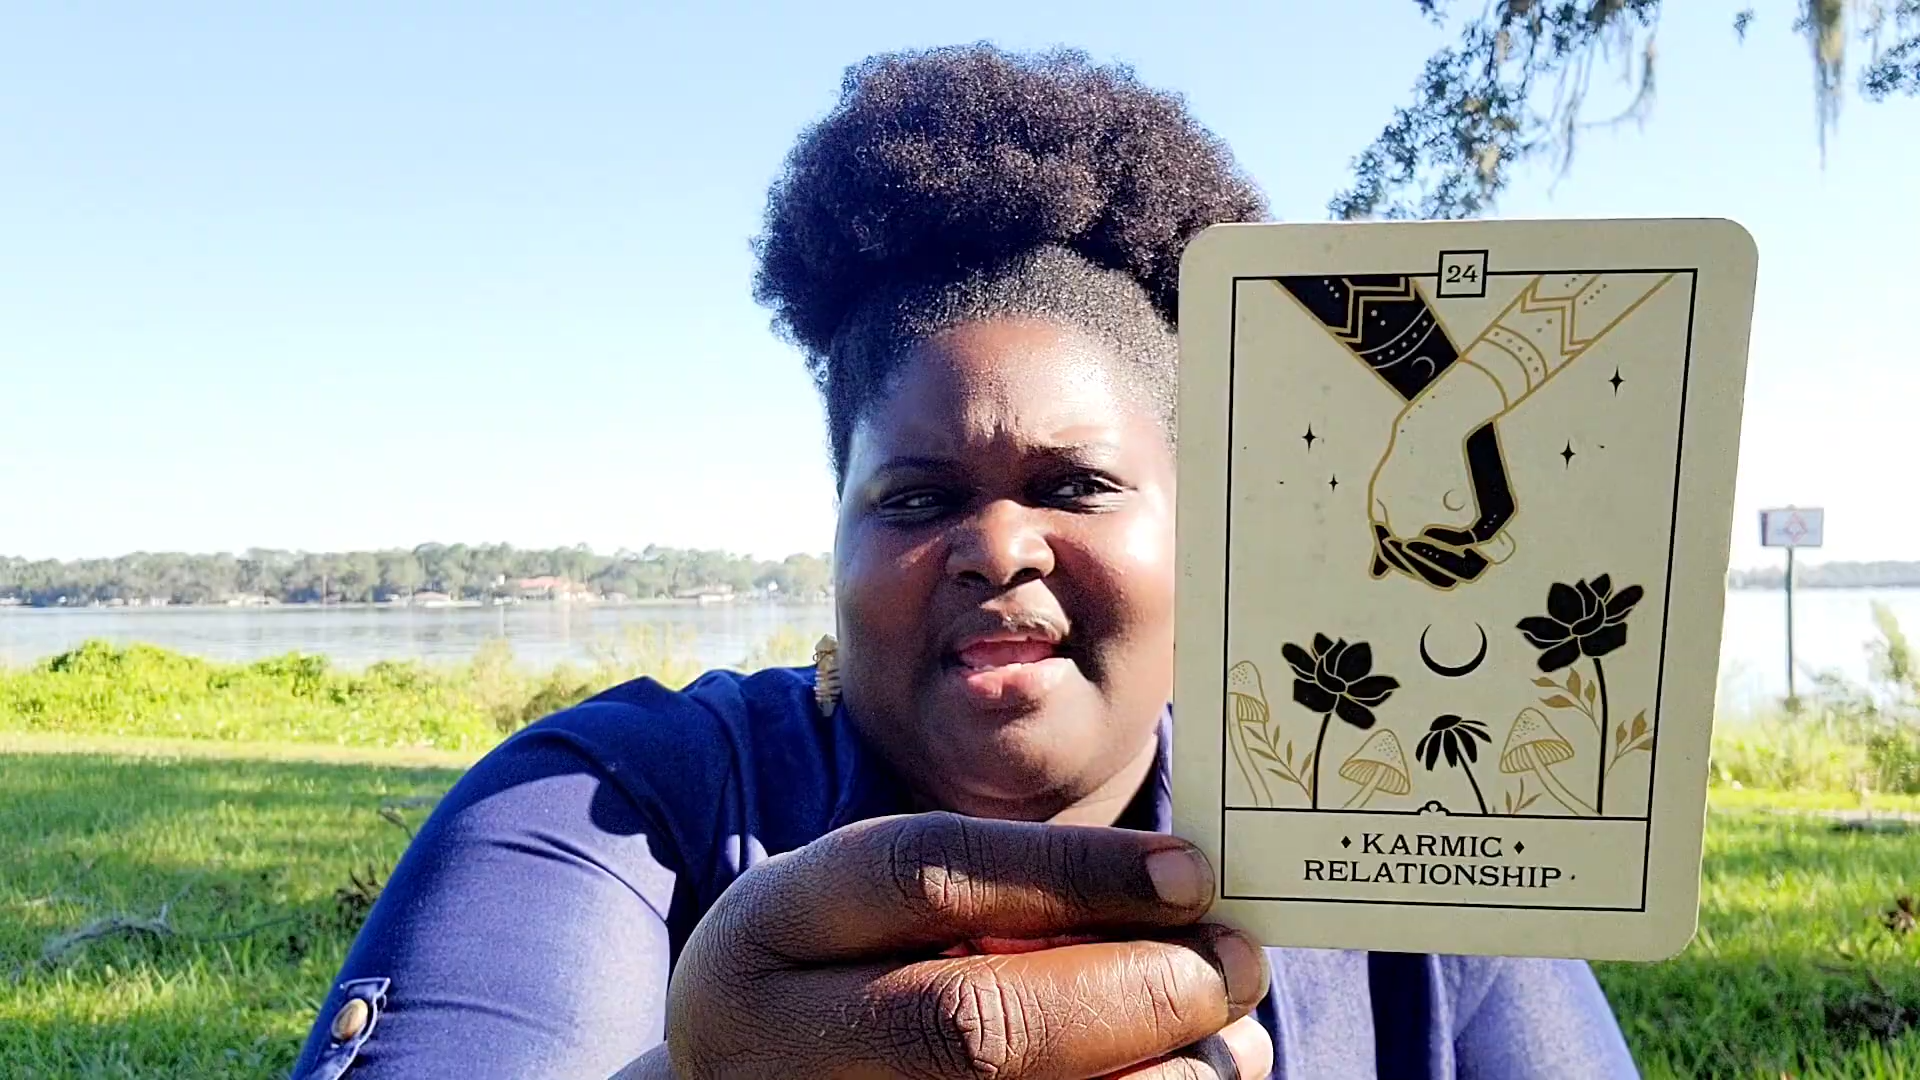 24
♦ KARMIC ♦
RELATIONSHIP